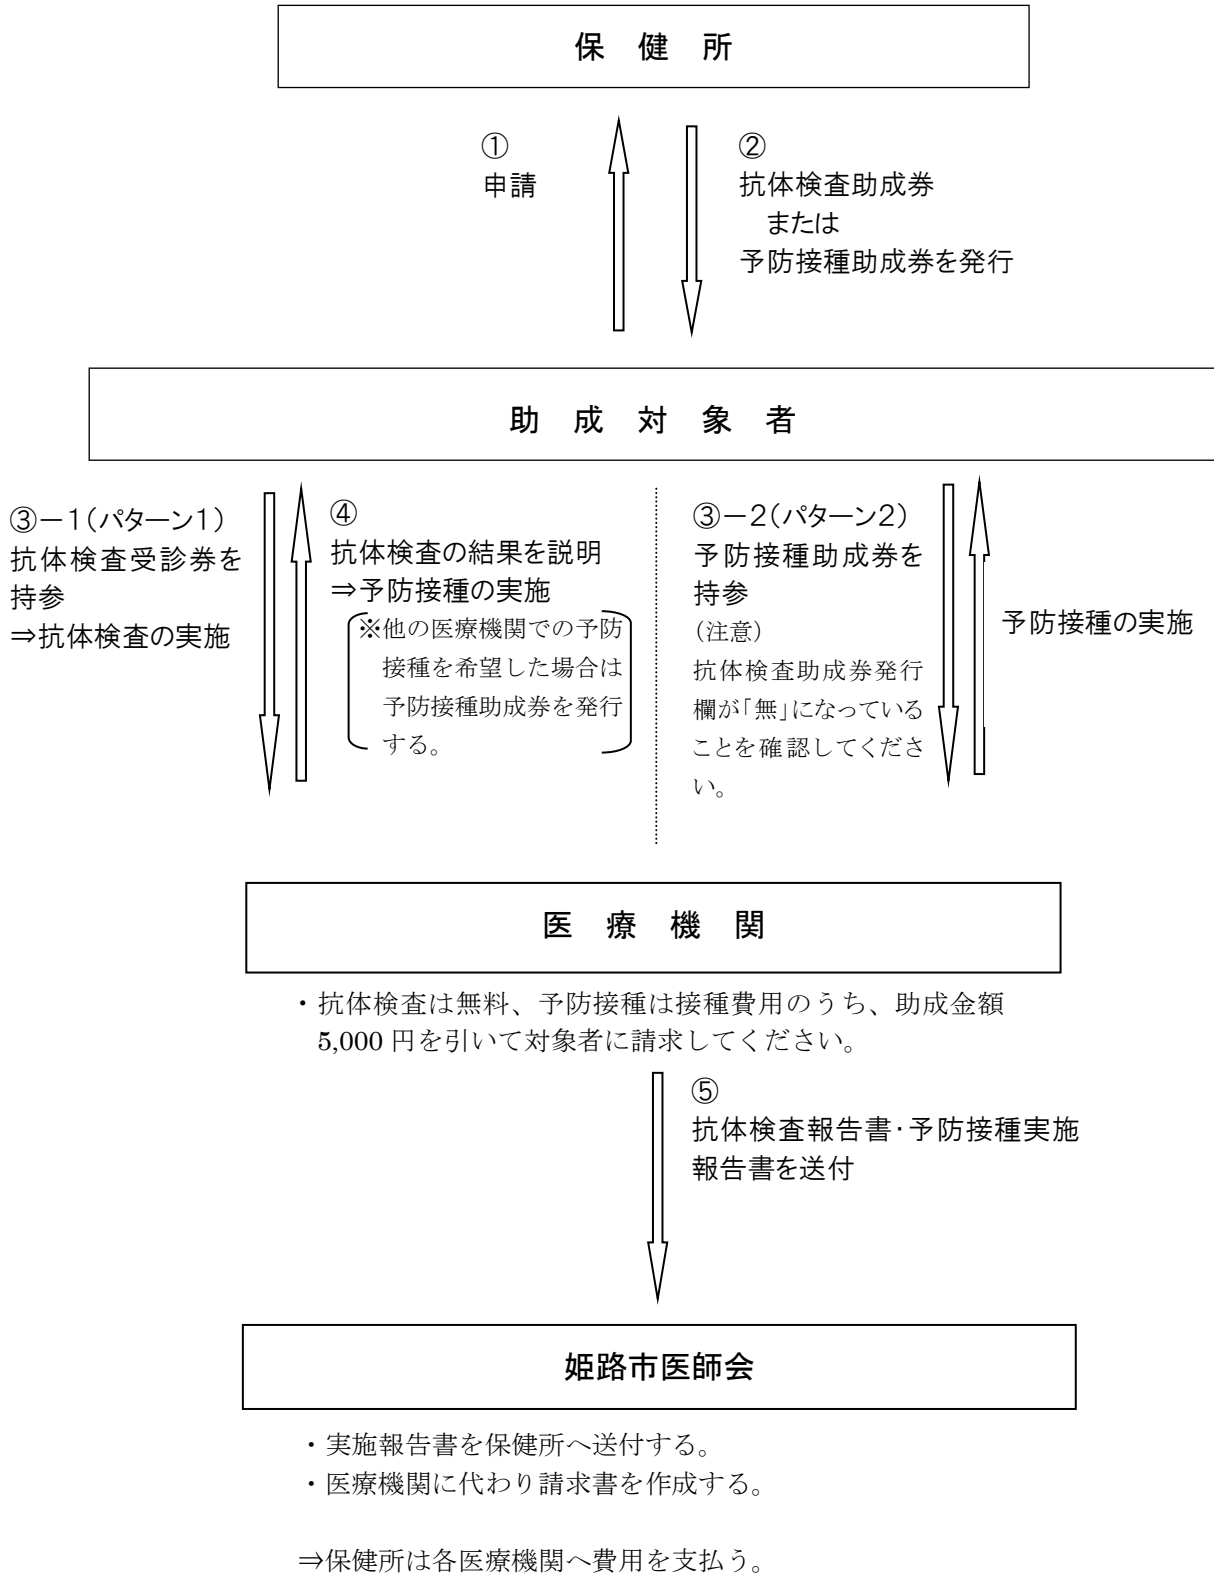 保 健 所
①
申請
②
抗体検査助成券
または
予防接種助成券を発行
助 成 対 象 者
③－1（パターン1）
抗体検査受診券を
持参
⇒抗体検査の実施
④
抗体検査の結果を説明
⇒予防接種の実施
※他の医療機関での予防
接種を希望した場合は
予防接種助成券を発行
する。
③－2（パターン2）
予防接種助成券を
持参
（注意）
抗体検査助成券発行
欄が「無」になっている
ことを確認してくださ
い。
予防接種の実施
医 療 機 関
・抗体検査は無料、予防接種は接種費用のうち、助成金額
5,000 円を引いて対象者に請求してください。
⑤
抗体検査報告書・予防接種実施
報告書を送付
姫路市医師会
・実施報告書を保健所へ送付する。
・医療機関に代わり請求書を作成する。
⇒保健所は各医療機関へ費用を支払う。